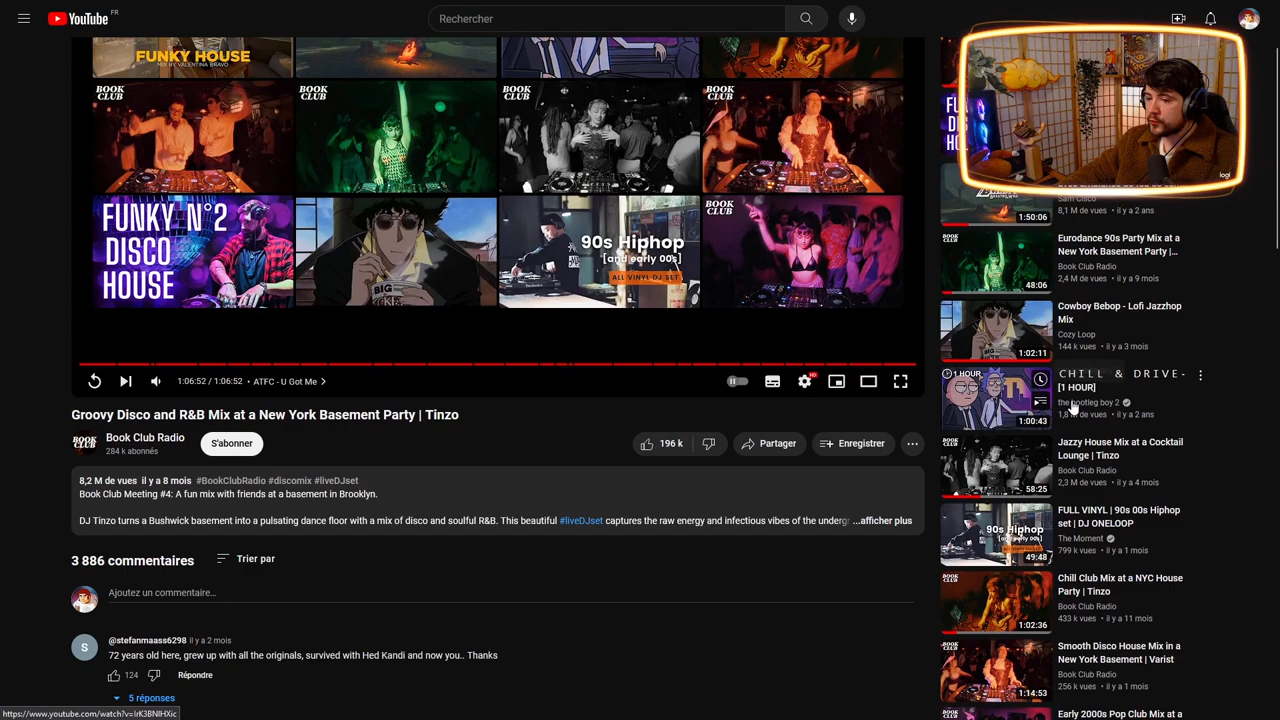 YouTube FR
Rechercher
FUNKY HOUSE
MIX BY VALENTINA BRAVO
BOOK
CLUB
BOOK
CLUB
BOOK
CLUB
BOOK
CLUB
FUNKY N°2
DISCO
HOUSE
BIG
90s Hiphop
[and early 00s]
ALL VINYL DJ SET
BOOK
CLUB
1:06:52 / 1:06:52 • ATFC - U Got Me
HD
Groovy Disco and R&B Mix at a New York Basement Party | Tinzo
Book Club Radio
284 k abonnés
S'abonner
196 k
Partager
Enregistrer
8,2 M de vues il y a 8 mois #BookClubRadio #discomix #liveDJset
Book Club Meeting #4: A fun mix with friends at a basement in Brooklyn.
DJ Tinzo turns a Bushwick basement into a pulsating dance floor with a mix of disco and soulful R&B. This beautiful #liveDJset captures the raw energy and infectious vibes of the undergr ...afficher plus
3 886 commentaires
Trier par
Ajoutez un commentaire...
S
@stefanmaass6298 il y a 2 mois
72 years old here, grew up with all the originals, survived with Hed Kandi and now you.. Thanks
124
Répondre
5 réponses
https://www.youtube.com/watch?v=IrK3BNIHXic
logi
Sam Cisco
8,1 M de vues • il y a 2 ans
1:50:06
Eurodance 90s Party Mix at a
New York Basement Party |...
Book Club Radio
2,4 M de vues • il y a 9 mois
48:06
Cowboy Bebop - Lofi Jazzhop
Mix
Cozy Loop
144 k vues • il y a 3 mois
1:02:11
1 HOUR
C H I L L & D R I V E -
[1 HOUR]
the bootleg boy 2
de vues • il y a 2 ans
1:00:43
Jazzy House Mix at a Cocktail
Lounge | Tinzo
Book Club Radio
2,3 M de vues • il y a 4 mois
58:25
FULL VINYL | 90s 00s Hiphop
set | DJ ONELOOP
The Moment
799 k vues • il y a 1 mois
90s Hiphop
49:48
Chill Club Mix at a NYC House
Party | Tinzo
Book Club Radio
433 k vues • il y a 11 mois
1:02:36
Smooth Disco House Mix in a
New York Basement | Varist
Book Club Radio
256 k vues • il y a 1 mois
1:14:53
Early 2000s Pop Club Mix at a